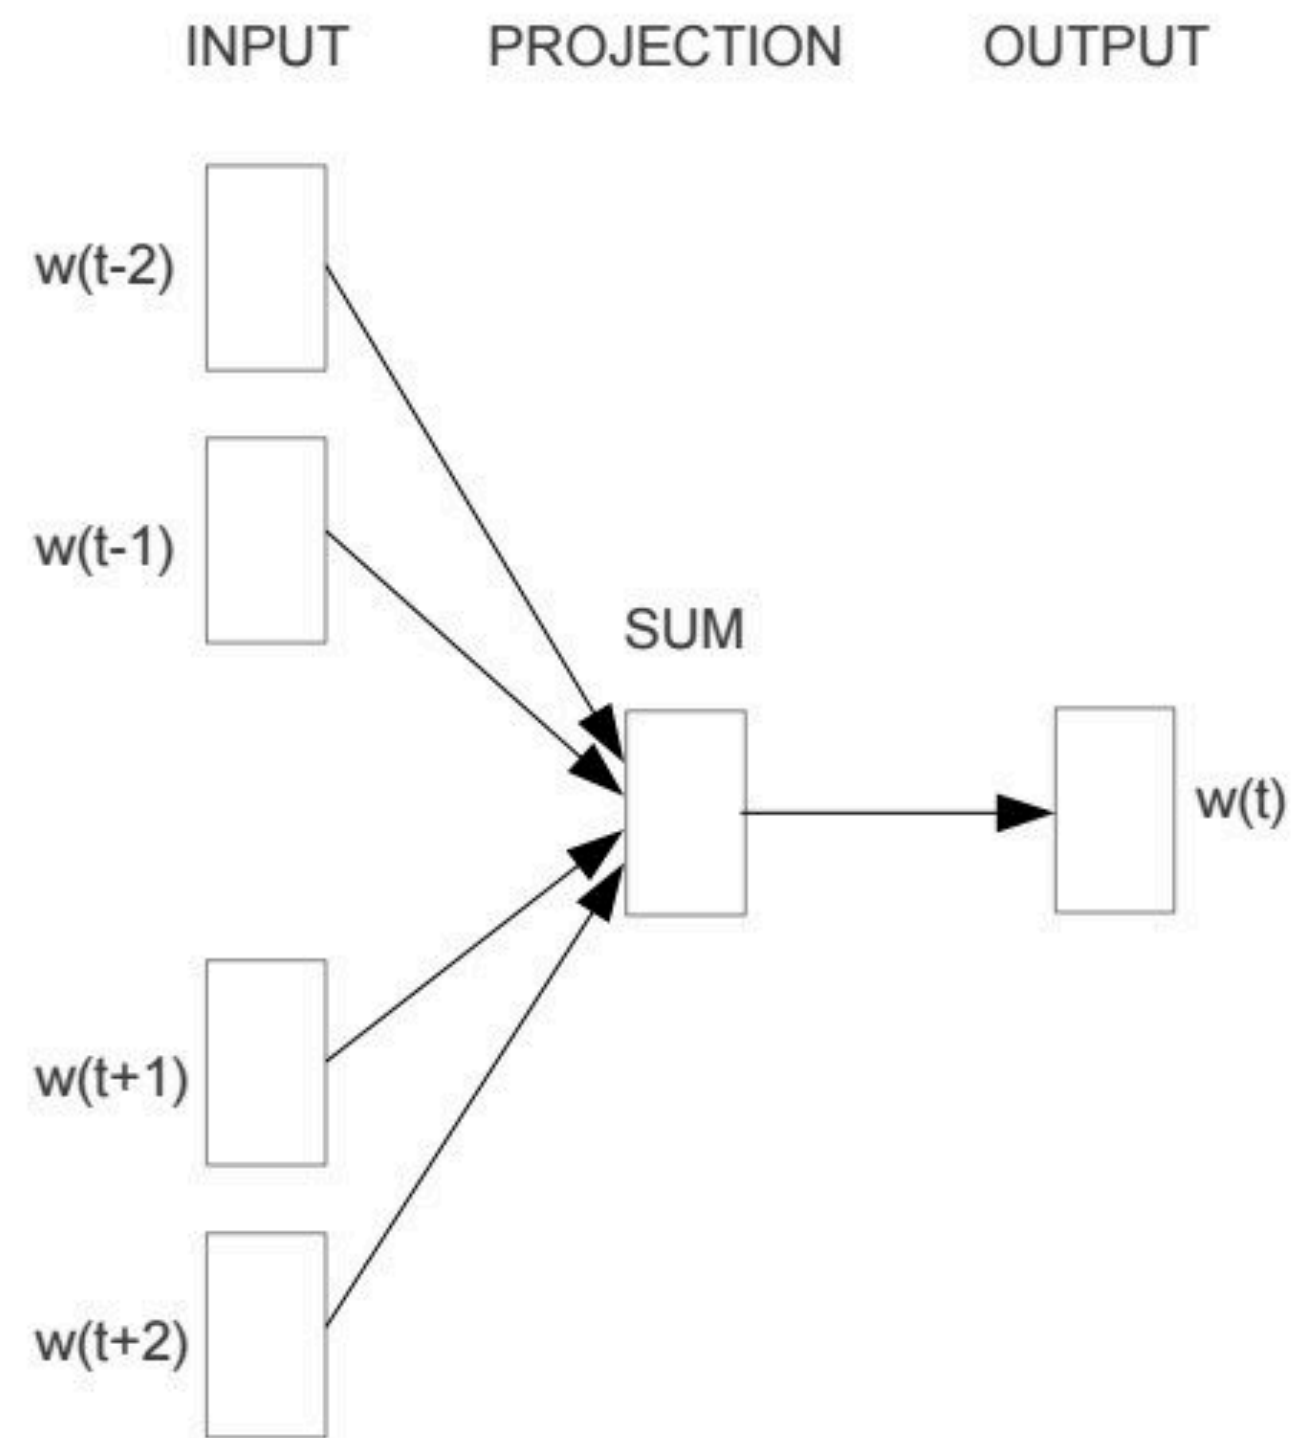 INPUT PROJECTION OUTPUT
w(t-2)
w(t-1)
SUM
w(t)
w(t+1)
w(t+2)